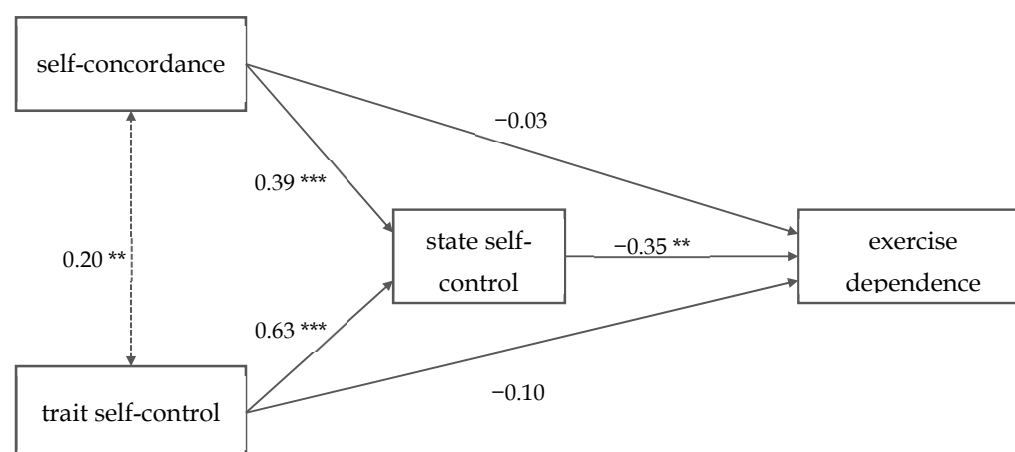 self-concordance
−0.03
0.39 ***
state self-
control
−0.35 **
exercise
dependence
0.20 **
0.63 ***
−0.10
trait self-control